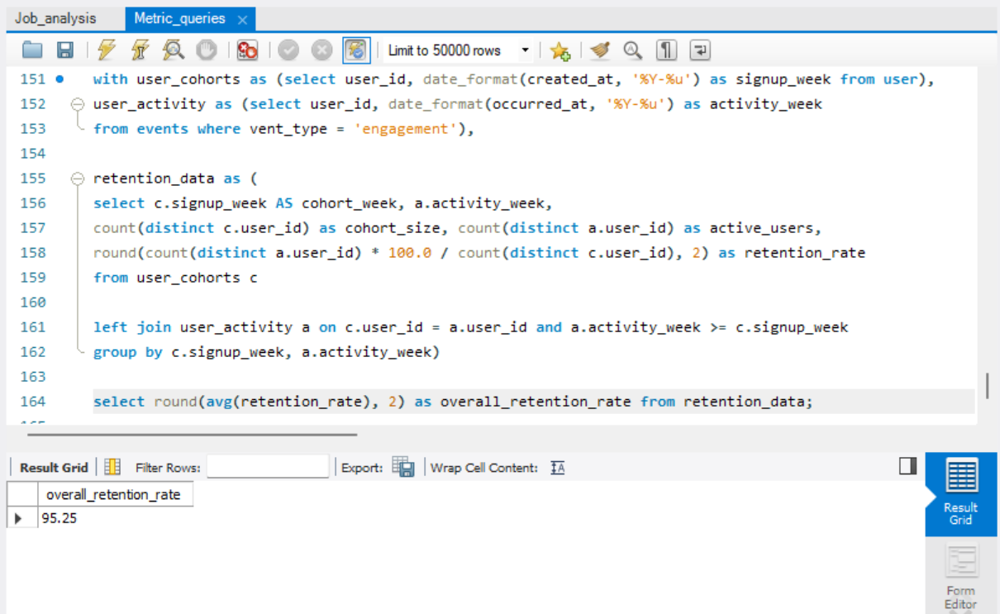 Job_analysis Metric_queries
Limit to 50000 rows
151 with user_cohorts as (select user_id, date_format(created_at, '%Y-%u') as signup_week from user),
152 user_activity as (select user_id, date_format(occurred_at, '%Y-%u') as activity_week
153 from events where vent_type = 'engagement'),
154
155 retention_data as (
156 select c.signup_week AS cohort_week, a.activity_week,
157 count(distinct c.user_id) as cohort_size, count(distinct a.user_id) as active_users,
158 round(count(distinct a.user_id) * 100.0 / count(distinct c.user_id), 2) as retention_rate
159 from user_cohorts c
160
161 left join user_activity a on c.user_id = a.user_id and a.activity_week >= c.signup_week
162 group by c.signup_week, a.activity_week)
163
164 select round(avg(retention_rate), 2) as overall_retention_rate from retention_data;
Result Grid Filter Rows: Export: Wrap Cell Content: IA
overall_retention_rate
95.25
Result
Grid
Form
Editor